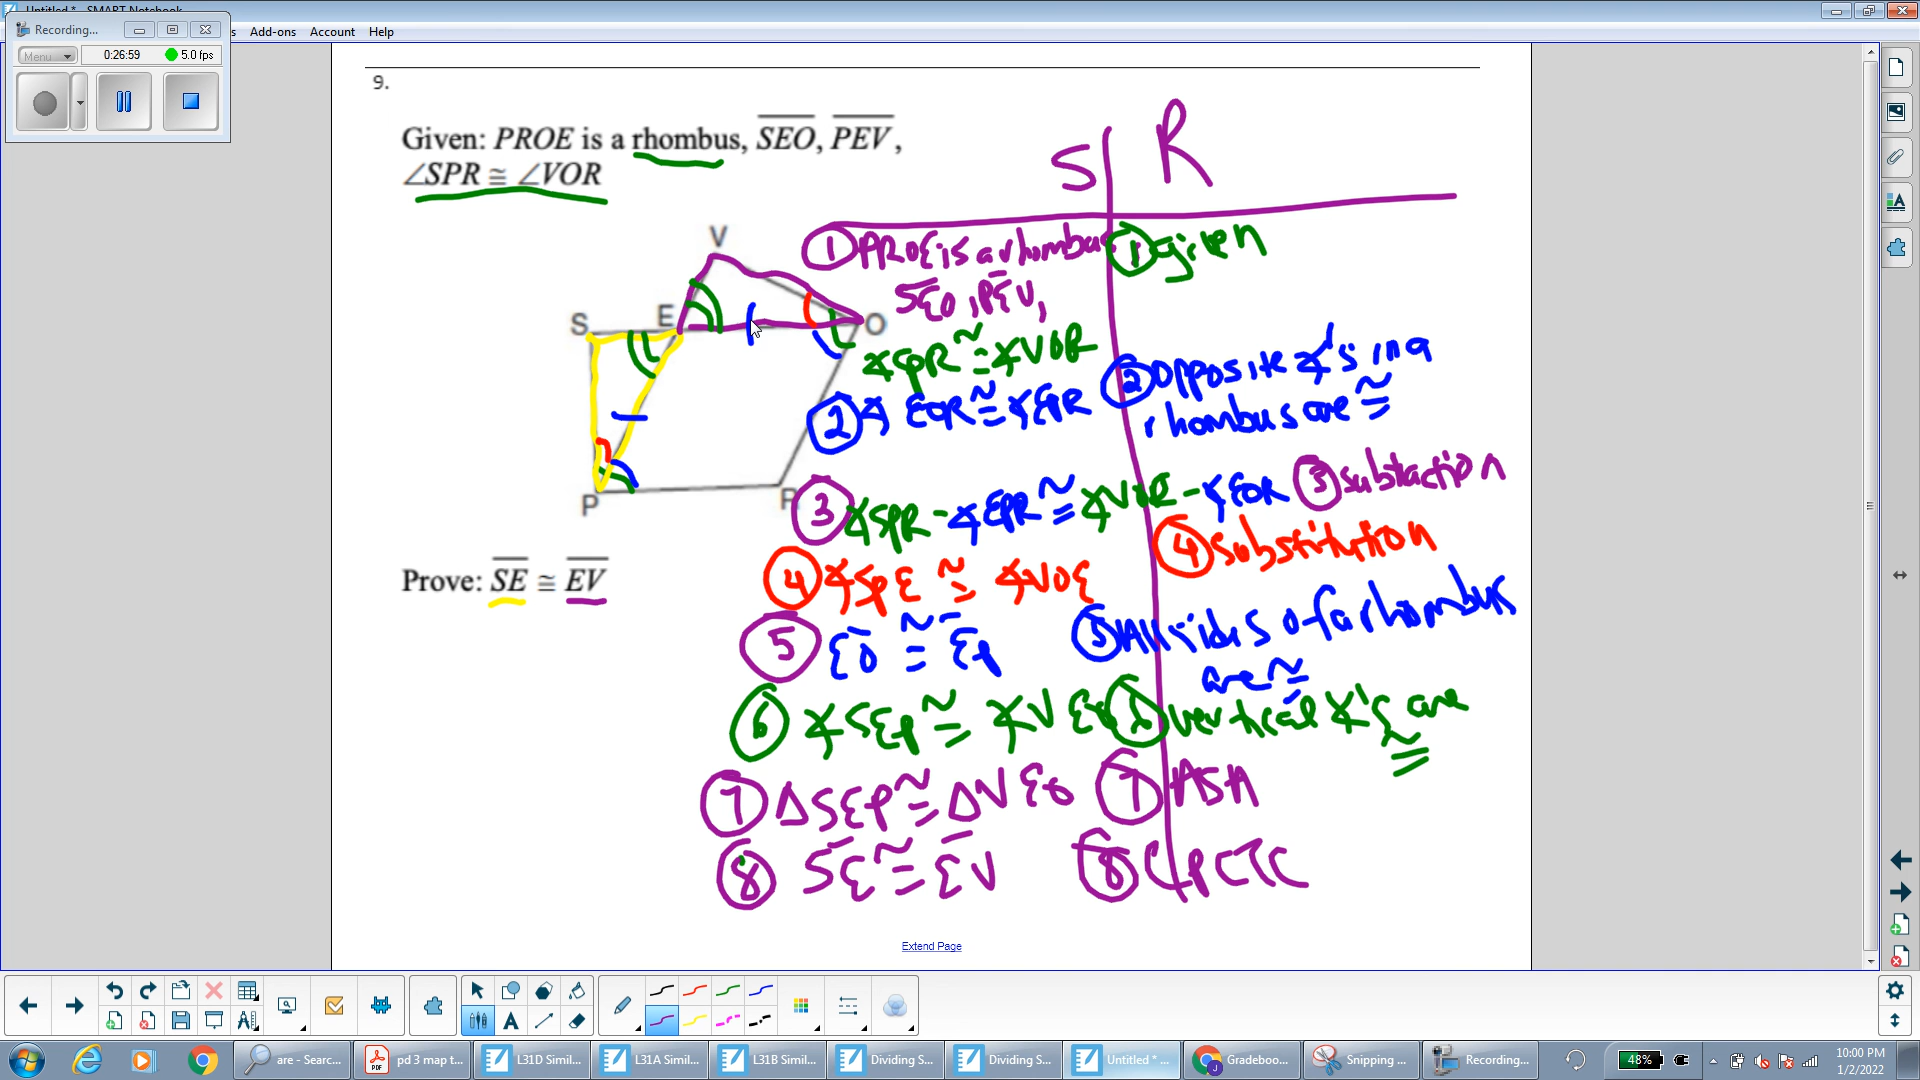 Untitled * - SMART Notebook
Recording...
Menu
0:26:59
5.0 fps
Add-ons Account Help
9.
Given: PROE is a rhombus, SEO, PEV,
∠SPR ≅ ∠VOR
S R
① PROE is a rhombus ① given
SEO, PEV,
∢SPR ≅ ∢VOR
② ∢EOR ≅ ∢EPR ② opposite ∢'s in a
rhombus are ≅
③ ∢SPR - ∢EPR ≅ ∢VOR - ∢EOR ③ subtraction
④ ∢SPE ≅ ∢VOE ④ substitution
⑤ EO ≅ EP ⑤ All sides of a rhombus
are ≅
⑥ ∢SEP ≅ ∢VEO ⑥ vertical ∢'s are
≅
⑦ ΔSEP ≅ ΔVEO ⑦ ASA
⑧ SE ≅ EV ⑧ CPCTC
V
S E O
P R
Prove: SE ≅ EV
Extend Page
are - Searc...
pd 3 map t...
L31D Simil...
L31A Simil...
L31B Simil...
Dividing S...
Dividing S...
Untitled * ...
Gradeboo...
Snipping ...
Recording...
48%
10:00 PM
1/2/2022